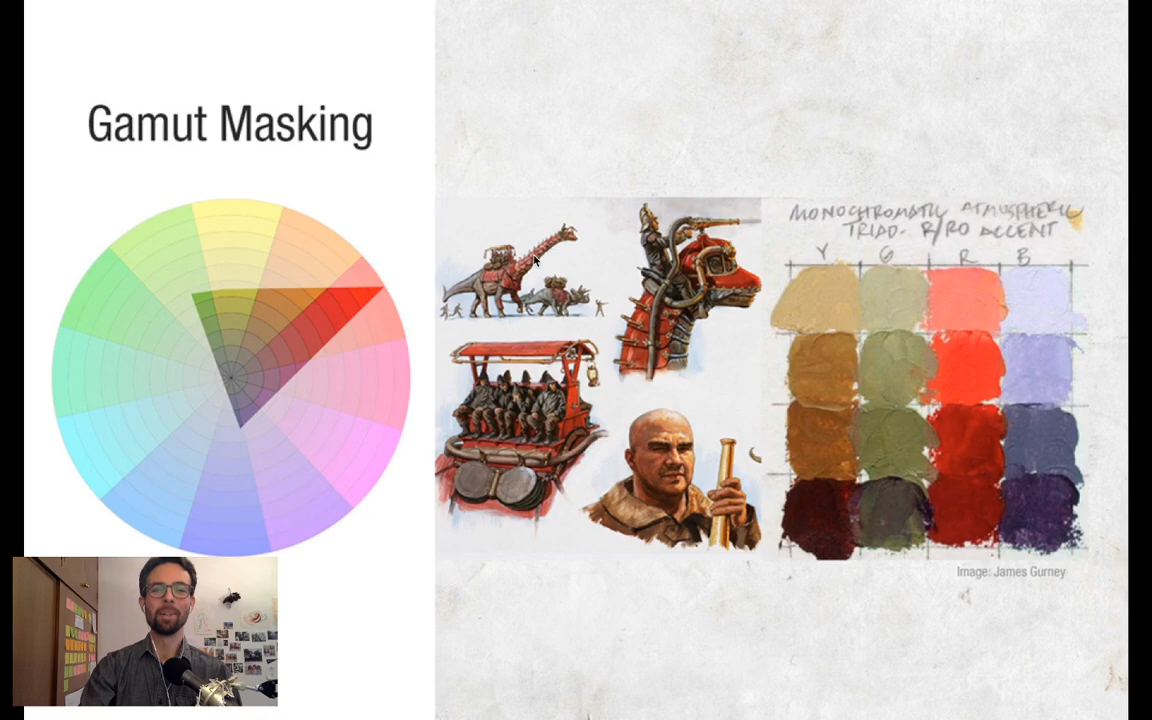 Gamut Masking
MONOCHROMATIC ATMOSPHERIC
TRIAD- R/RO ACCENT
Y G R B
Image: James Gurney